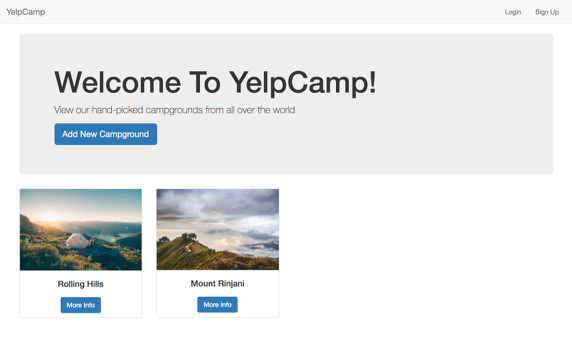 YelpCamp
Login
Sign Up
Welcome To YelpCamp!
View our hand-picked campgrounds from all over the world
Add New Campground
Rolling Hills
More Info
Mount Rinjani
More Info